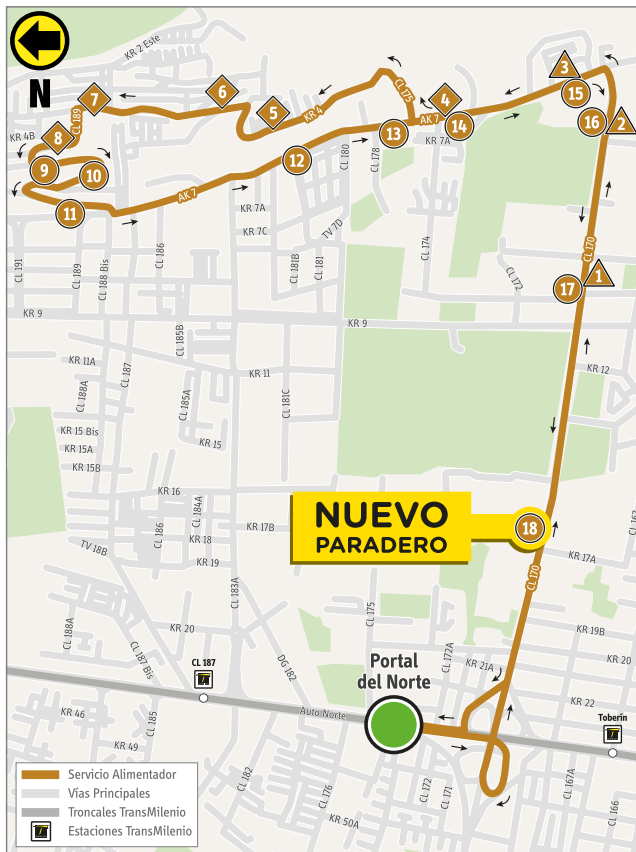 N
KR 2 Este
CL 189
KR 4B
KR 4
CL 175
AK 7
AK 7
7
6
5
8
9
10
11
12
13
4
14
3
15
16
2
KR 7A
CL 180
CL 178
CL 174
KR 7A
KR 7C
TV 7D
CL 181B
CL 181
CL 191
CL 189
CL 188 Bis
CL 186
CL 170
CL 172
17
1
KR 9
KR 9
CL 185B
KR 11A
CL 187
KR 11
KR 12
CL 188A
CL 185A
CL 181C
KR 15 Bis
KR 15A
KR 15
KR 15B
KR 16
CL 184A
KR 17B
CL 186
KR 18
TV 18B
KR 19
NUEVO
PARADERO
18
KR 17A
CL 170
CL 183A
CL 175
CL 172A
KR 19B
KR 20
KR 20
CL 188A
CL 187 Bis
DG 182
KR 21A
KR 22
Portal
del Norte
CL 187
Auto Norte
Toberín
KR 46
CL 185
KR 49
CL 182
CL 176
KR 50A
CL 172
CL 171
CL 167A
CL 166
Servicio Alimentador
Vías Principales
Troncales TransMilenio
Estaciones TransMilenio